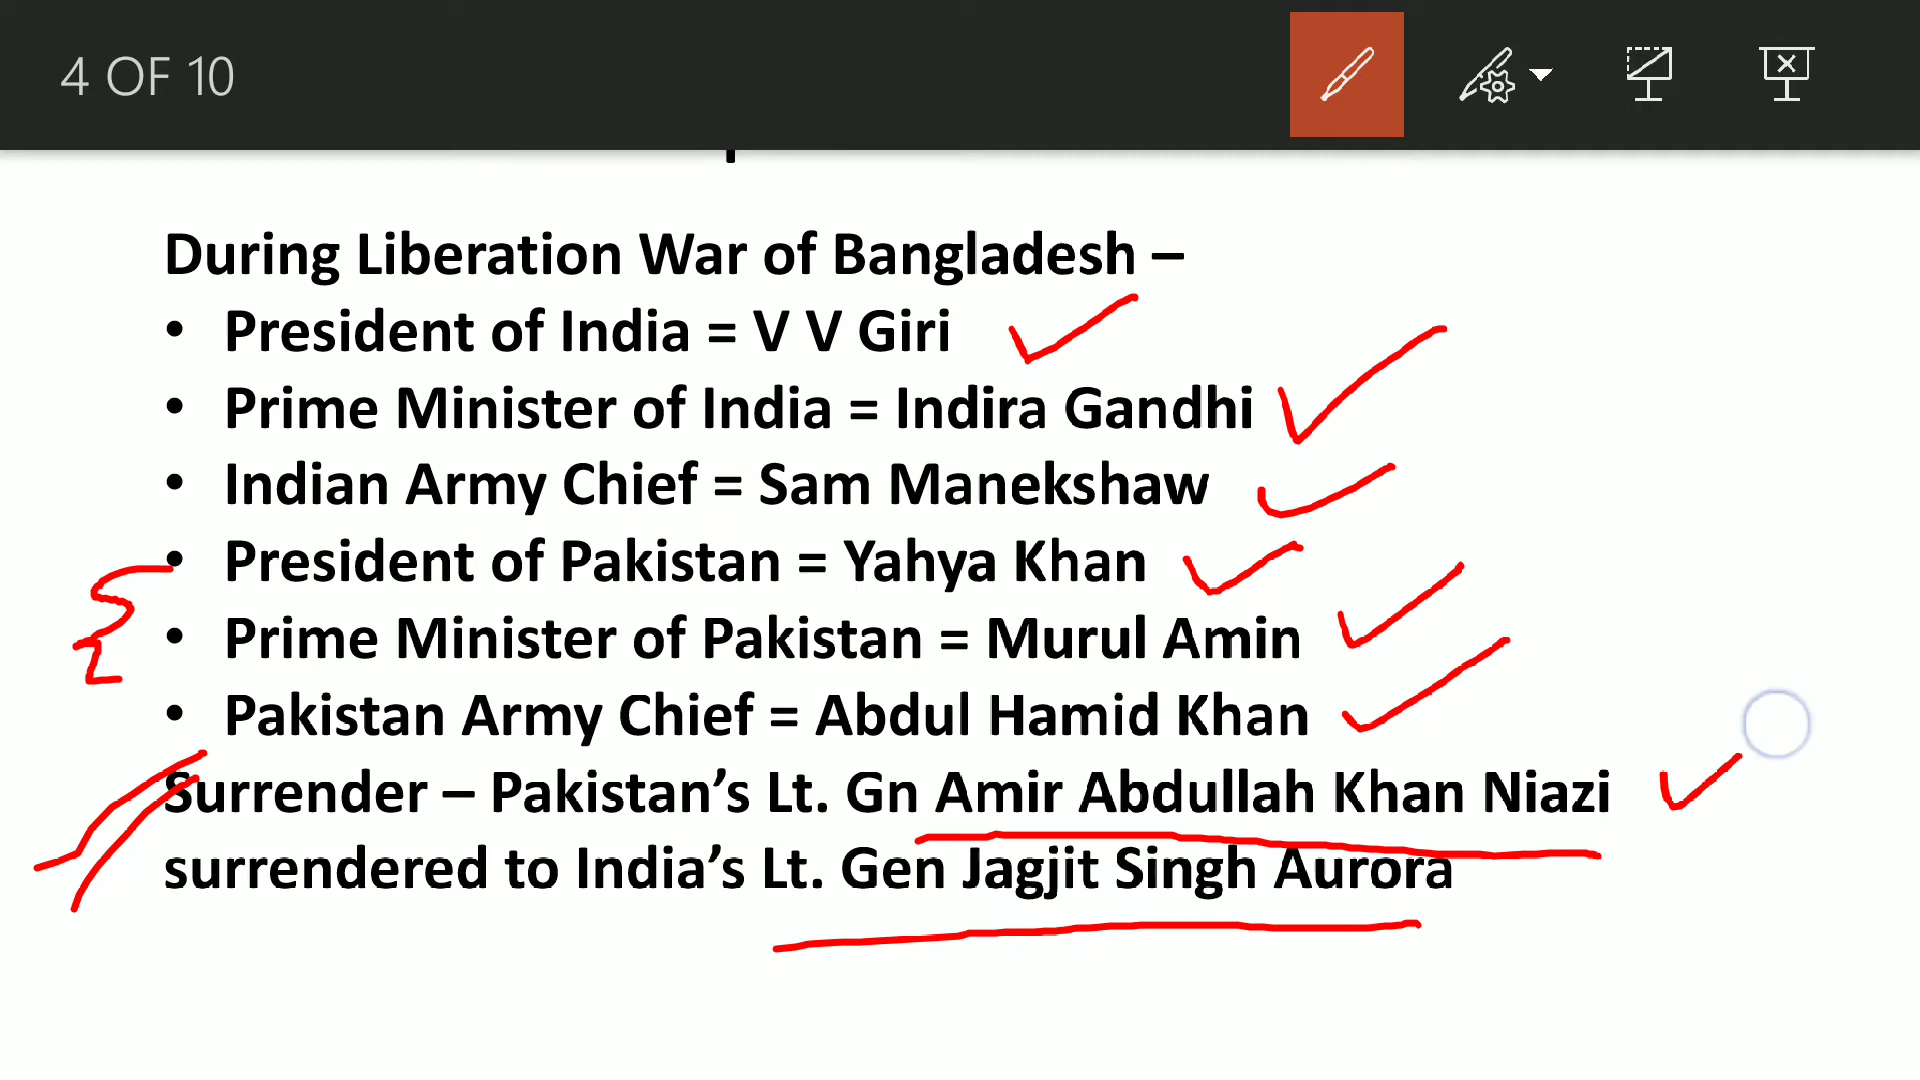 4 OF 10
During Liberation War of Bangladesh –
• President of India = V V Giri
• Prime Minister of India = Indira Gandhi
• Indian Army Chief = Sam Manekshaw
• President of Pakistan = Yahya Khan
• Prime Minister of Pakistan = Murul Amin
• Pakistan Army Chief = Abdul Hamid Khan
Surrender – Pakistan’s Lt. Gn Amir Abdullah Khan Niazi
surrendered to India’s Lt. Gen Jagjit Singh Aurora